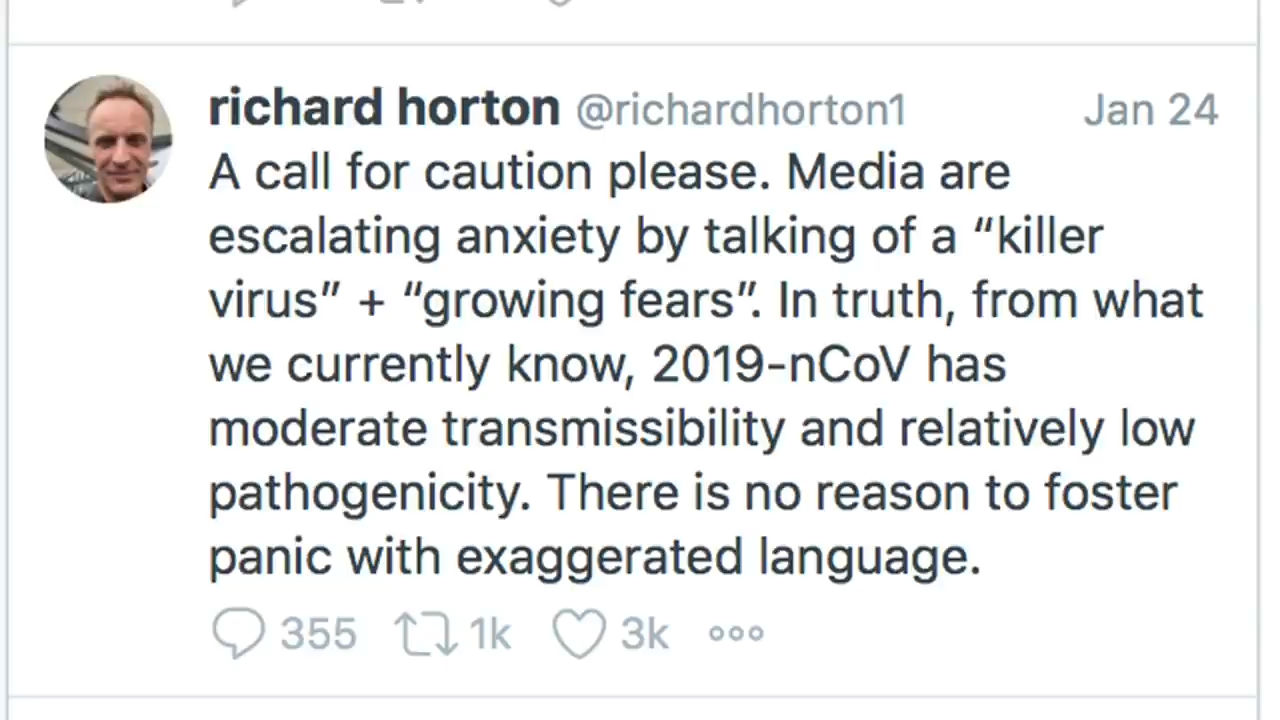 richard horton @richardhorton1 Jan 24
A call for caution please. Media are
escalating anxiety by talking of a “killer
virus” + “growing fears”. In truth, from what
we currently know, 2019-nCoV has
moderate transmissibility and relatively low
pathogenicity. There is no reason to foster
panic with exaggerated language.
355 1k 3k